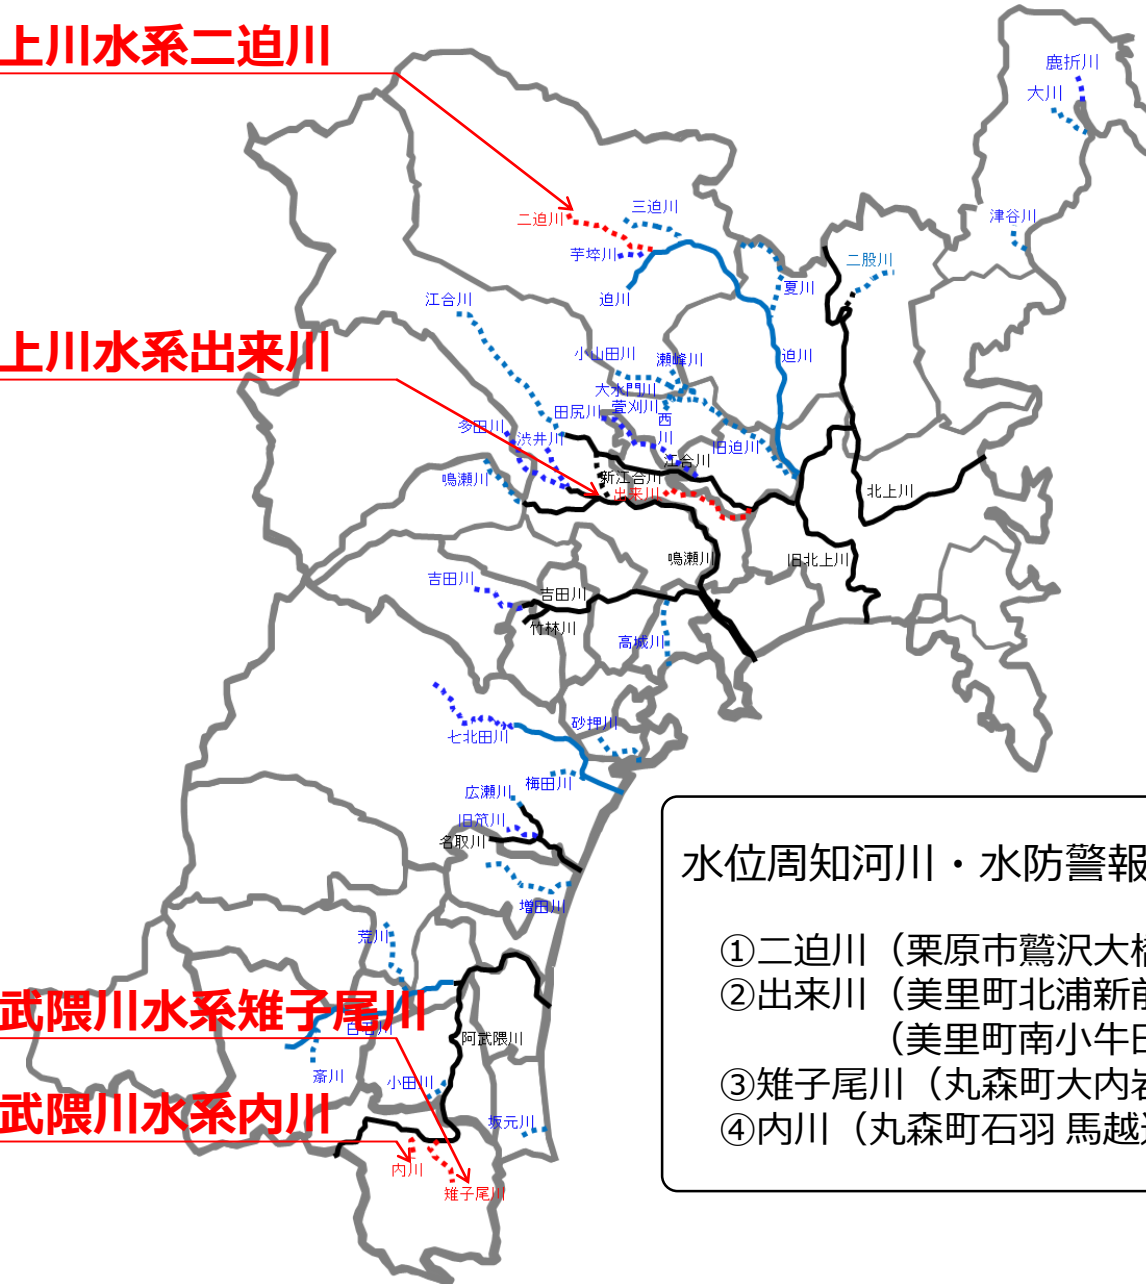 上川水系二迫川
鹿折川
大川
三迫川
二迫川
津谷川
芋埣川
二股川
夏川
迫川
江合川
上川水系出来川
小山田川
瀬峰川
迫川
大水門川
萱刈川
田尻川
西川
多田川
渋井川
旧迫川
江合川
鳴瀬川
新江合川
出来川
北上川
鳴瀬川
旧北上川
吉田川
吉田川
竹林川
高城川
砂押川
七北田川
梅田川
広瀬川
旧笊川
名取川
水位周知河川・水防警報
増田川
①二迫川（栗原市鷲沢大橋
荒川
②出来川（美里町北浦新前
武隈川水系雉子尾川
白石川
阿武隈川
（美里町南小牛田
斎川
小田川
③雉子尾川（丸森町大内岩
武隈川水系内川
坂元川
④内川（丸森町石羽 馬越
内川
雉子尾川